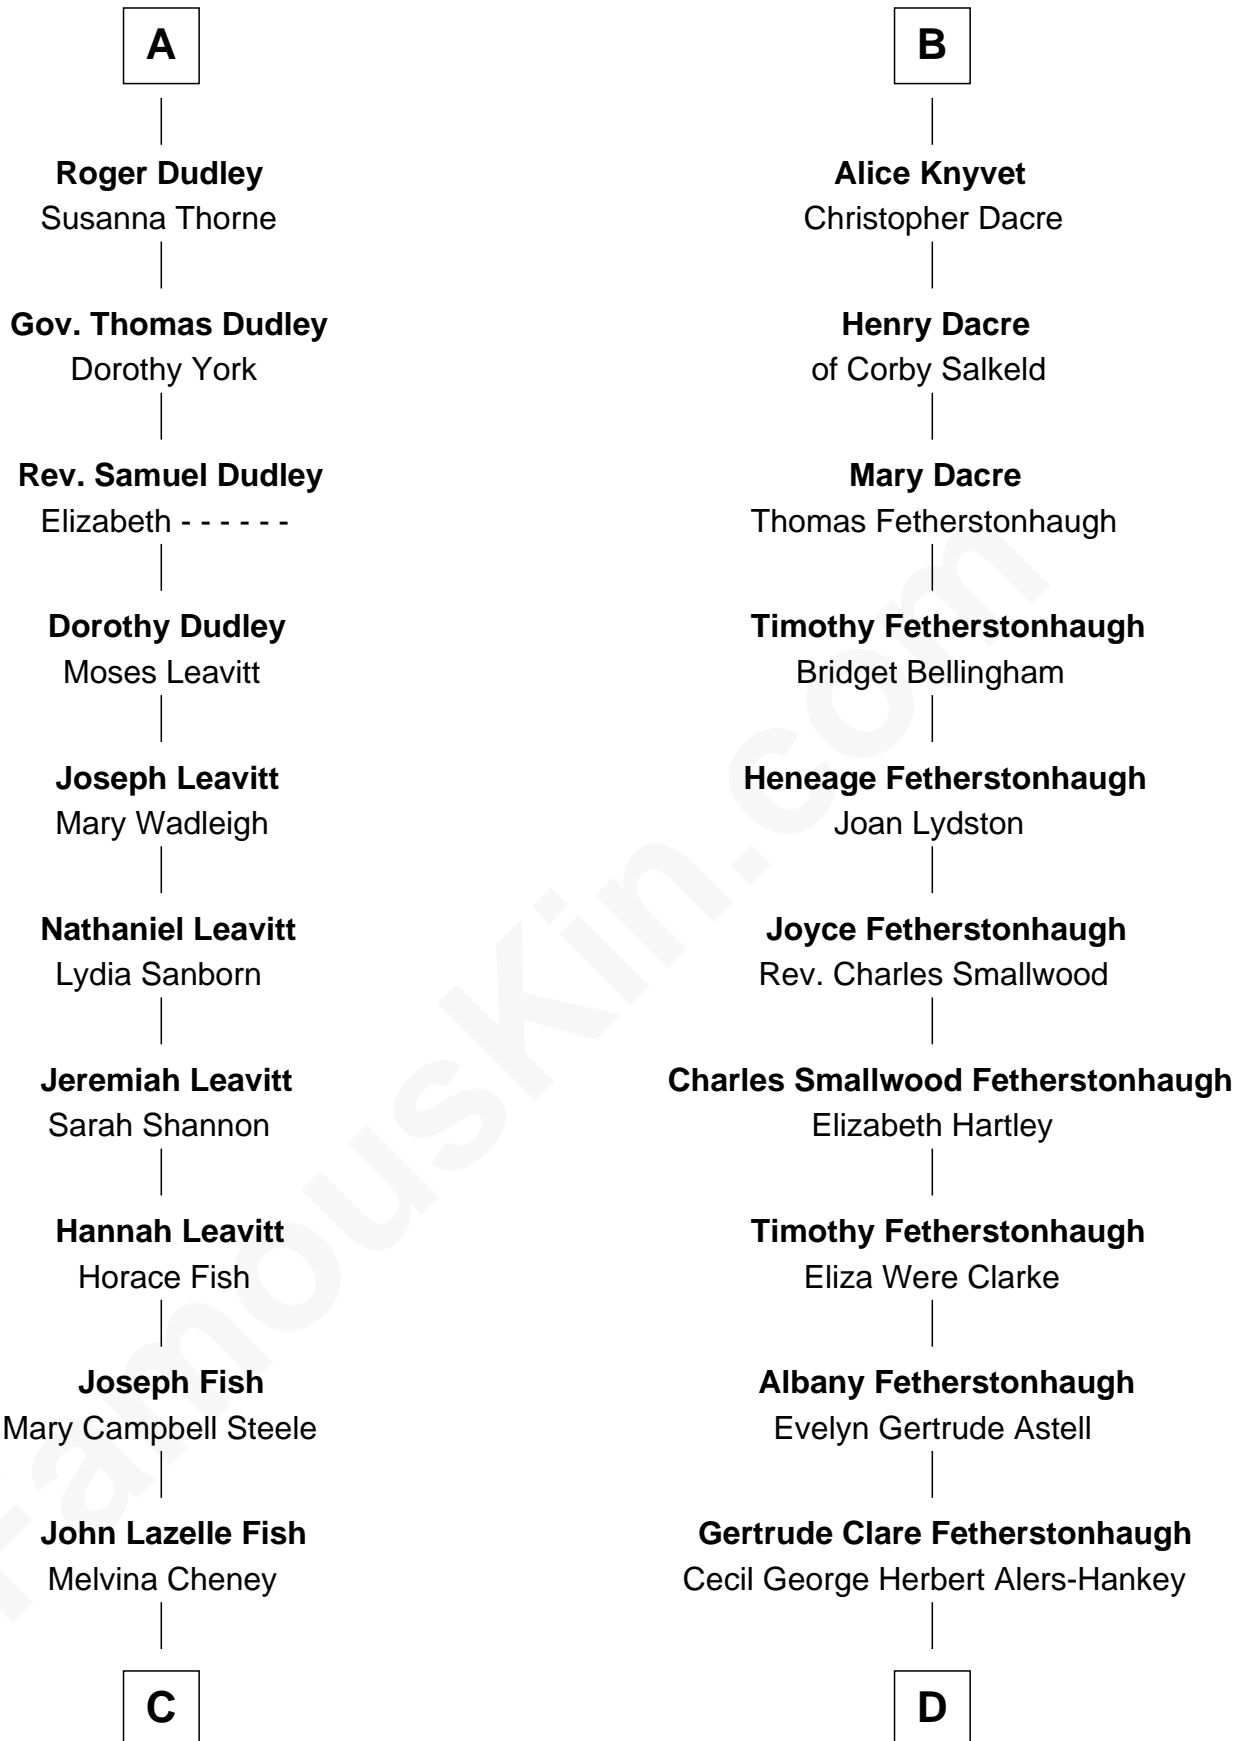 A
Roger Dudley
Susanna Thorne
Gov. Thomas Dudley
Dorothy York
Rev. Samuel Dudley
Elizabeth - - - - - -
Dorothy Dudley
Moses Leavitt
Joseph Leavitt
Mary Wadleigh
Nathaniel Leavitt
Lydia Sanborn
Jeremiah Leavitt
Sarah Shannon
Hannah Leavitt
Horace Fish
Joseph Fish
Mary Campbell Steele
John Lazelle Fish
Melvina Cheney
C
B
Alice Knyvet
Christopher Dacre
Henry Dacre
of Corby Salkeld
Mary Dacre
Thomas Fetherstonhaugh
Timothy Fetherstonhaugh
Bridget Bellingham
Heneage Fetherstonhaugh
Joan Lydston
Joyce Fetherstonhaugh
Rev. Charles Smallwood
Charles Smallwood Fetherstonhaugh
Elizabeth Hartley
Timothy Fetherstonhaugh
Eliza Were Clarke
Albany Fetherstonhaugh
Evelyn Gertrude Astell
Gertrude Clare Fetherstonhaugh
Cecil George Herbert Alers-Hankey
D
FamousKin.com